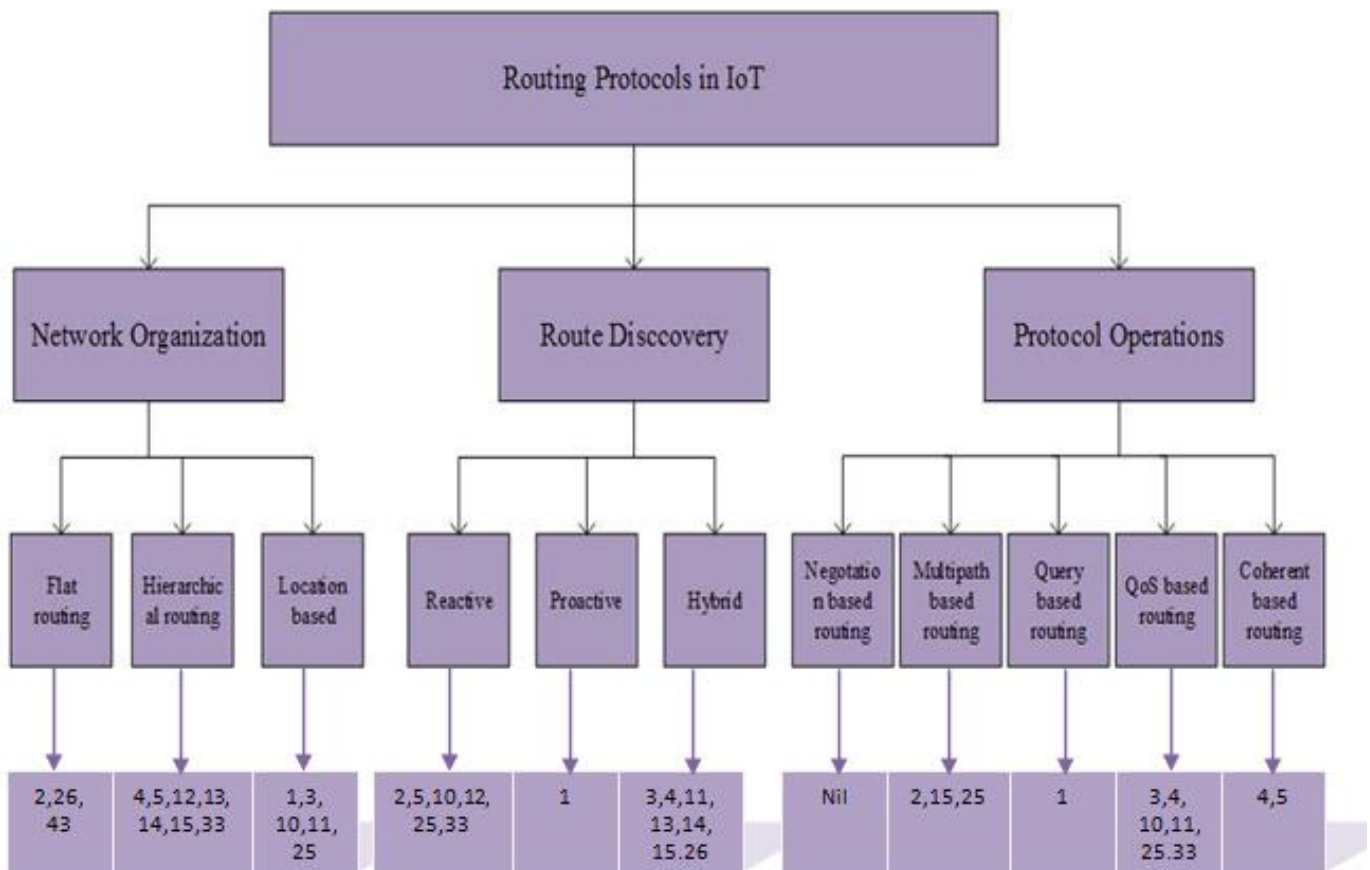 Routing Protocols in IoT
Network Organization
Route Disccovery
Protocol Operations
Flat
routing
Hierarchic
al routing
Location
based
Reactive
Proactive
Hybrid
Negotatio
n based
routing
Multipath
based
routing
Query
based
routing
QoS based
routing
Coherent
based
routing
2,26,
43
4,5,12,13,
14,15,33
1,3,
10,11,
25
2,5,10,12,
25,33
1
3,4,11,
13,14,
15.26
Nil
2,15,25
1
3,4,
10,11,
25.33
4,5